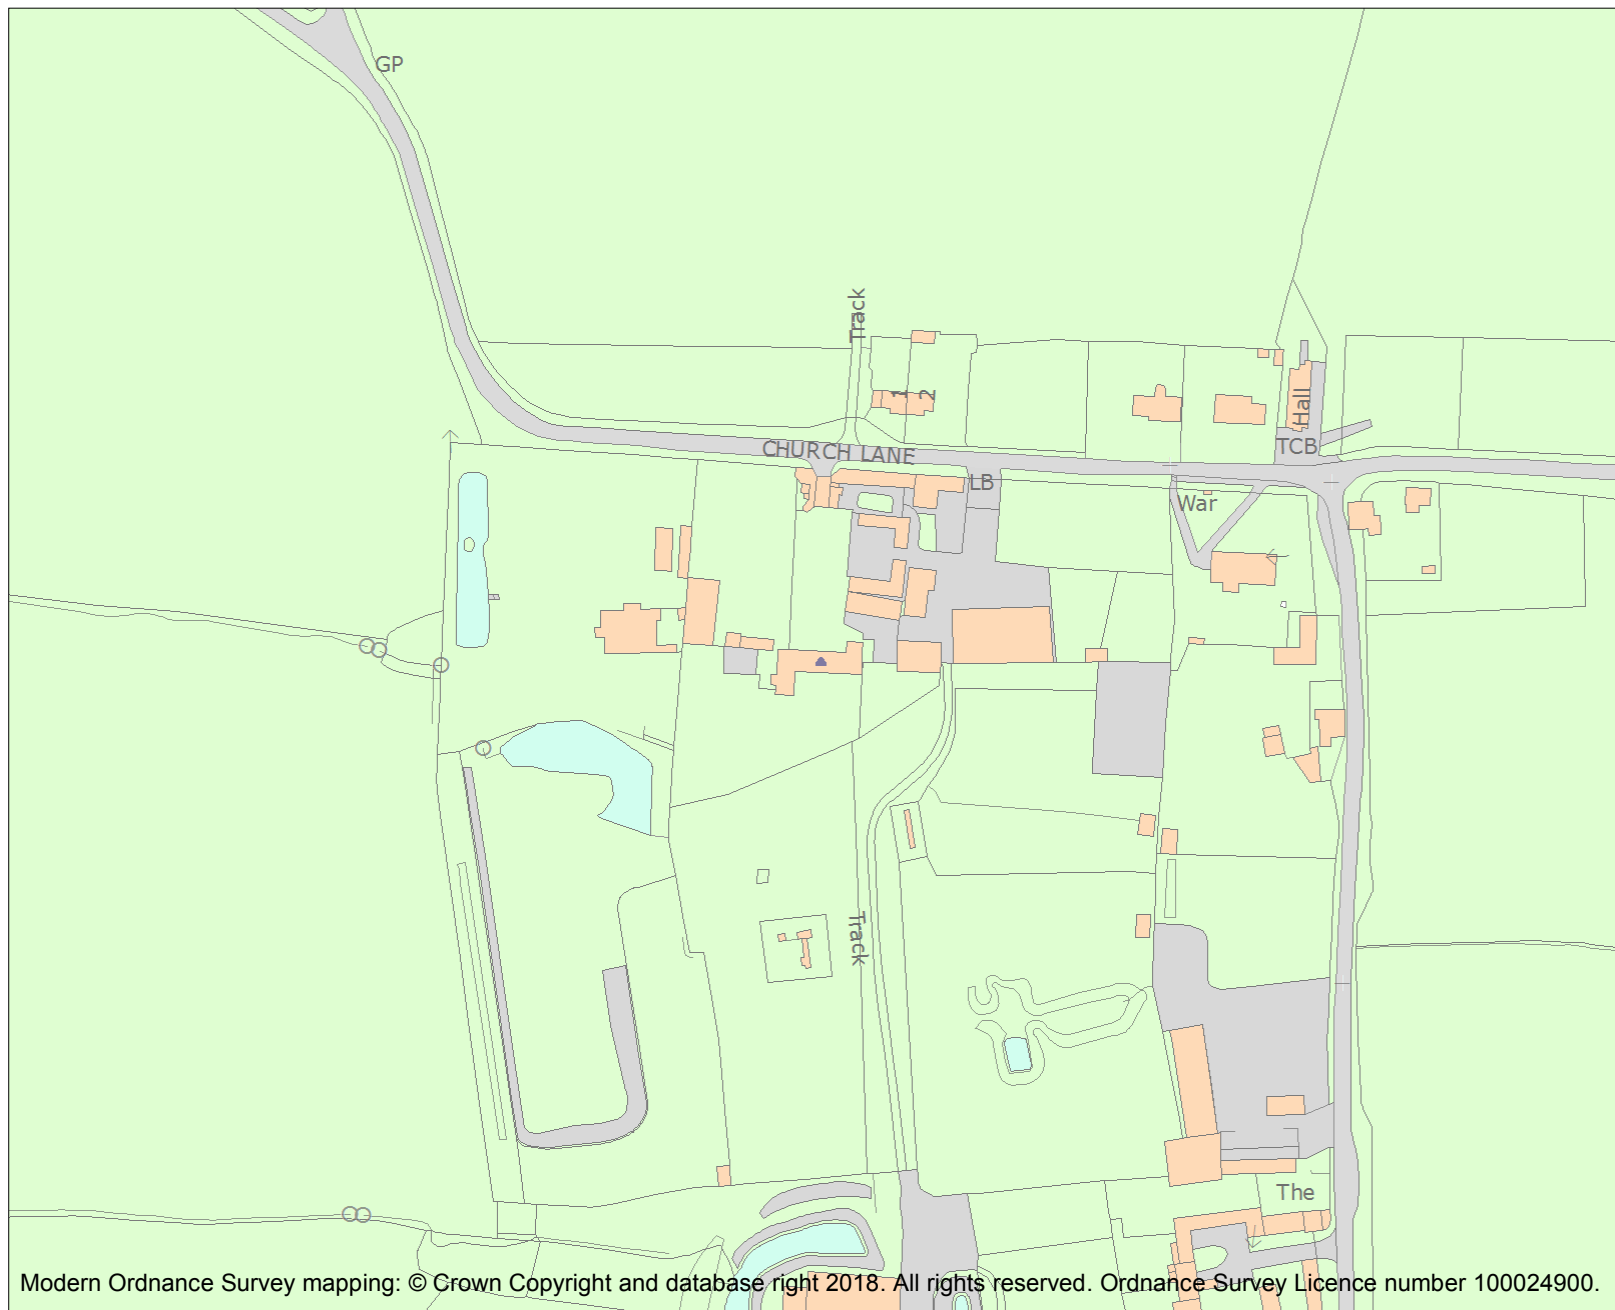 GP
Track
1
2
Hall
TCB
CHURCH LANE
LB
War
Track
The
Modern Ordnance Survey mapping: © Crown Copyright and database right 2018. All rights reserved. Ordnance Survey Licence number 100024900.